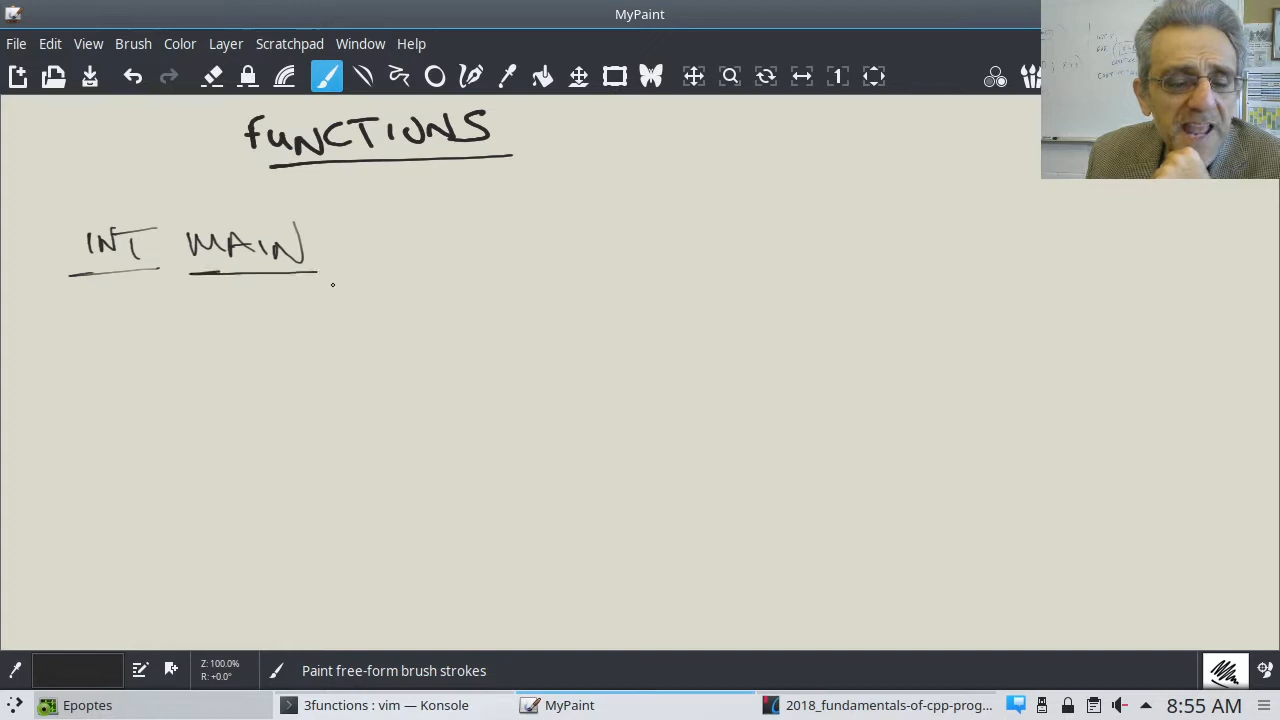 MyPaint
File Edit View Brush Color Layer Scratchpad Window Help
fUNCTIONS
INT MAIN
Z: 100.0%
R: +0.0°
Paint free-form brush strokes
Epoptes
3functions : vim — Konsole
MyPaint
2018_fundamentals-of-cpp-prog...
8:55 AM